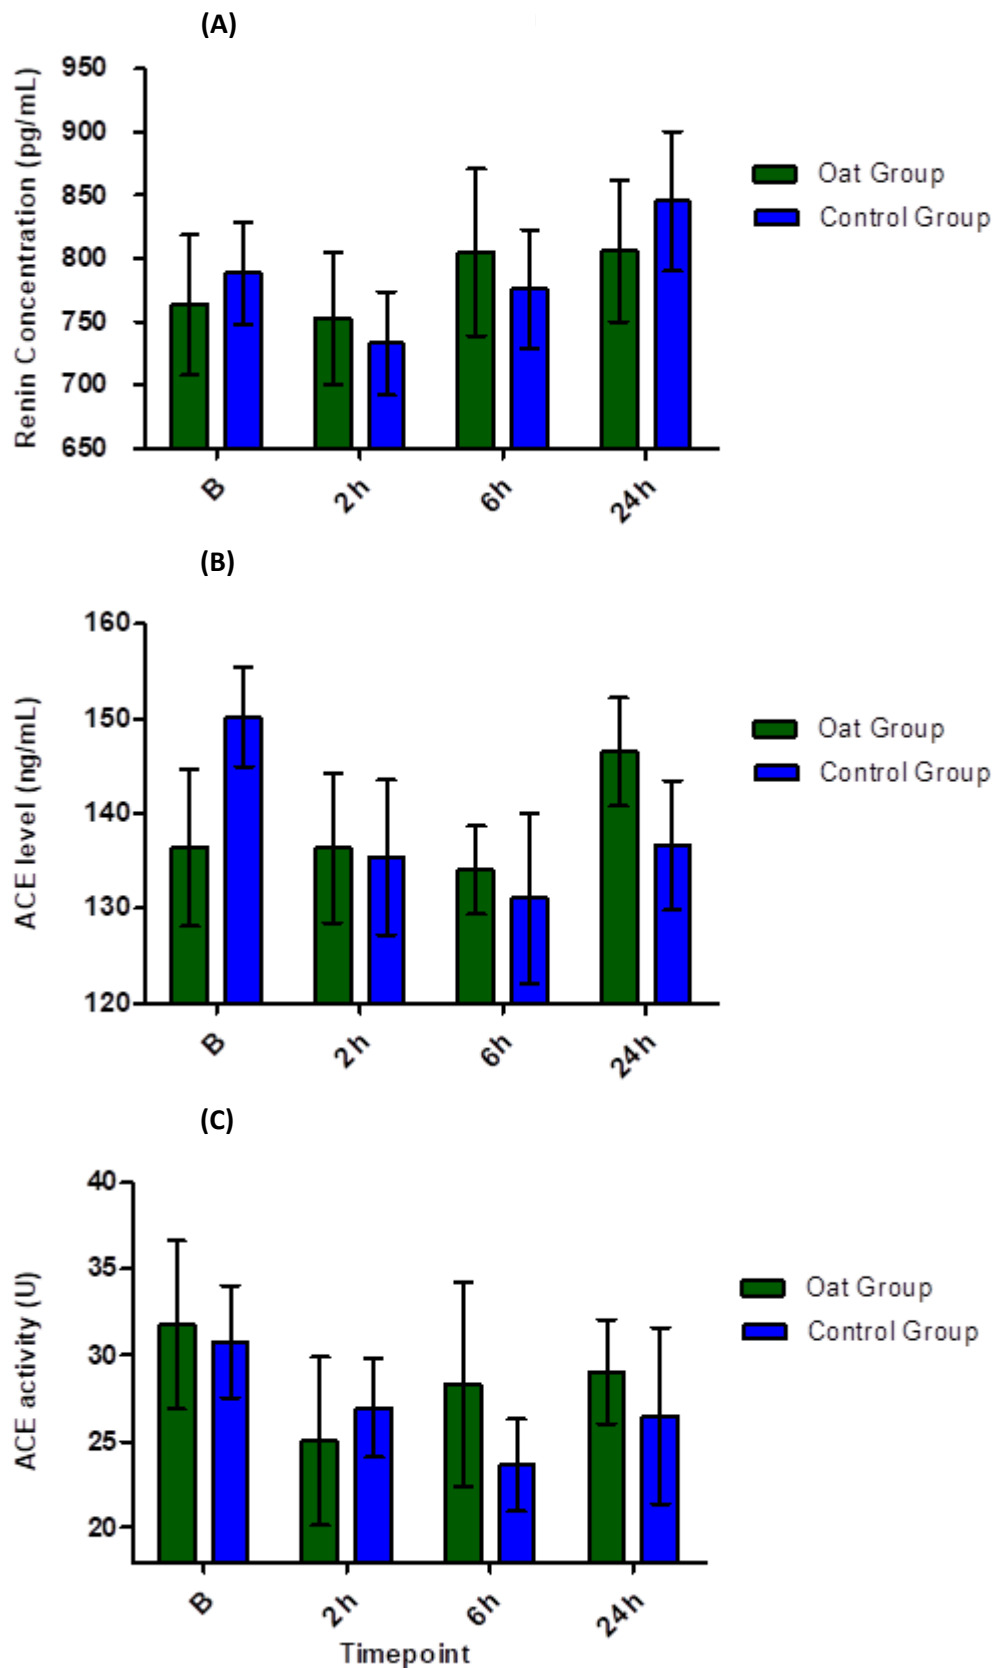 (A)
Renin Concentration (pg/mL)
950
900
850
800
750
700
650
B
2h
6h
24h
Oat Group
Control Group
(B)
ACE level (ng/mL)
160
150
140
130
120
B
2h
6h
24h
Oat Group
Control Group
(C)
ACE activity (U)
40
35
30
25
20
B
2h
6h
24h
Timepoint
Oat Group
Control Group